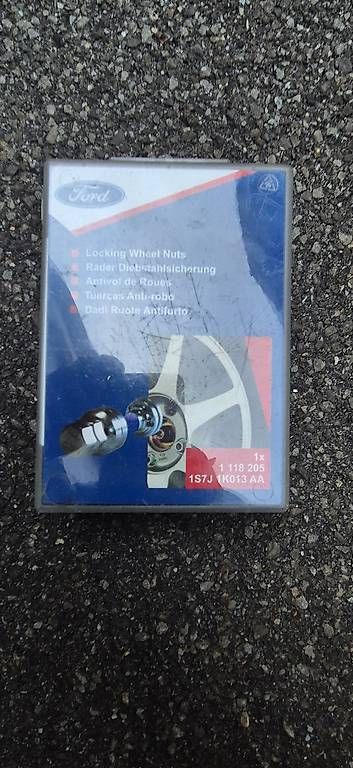 Ford
Locking Wheel Nuts
Räder Diebstahlsicherung
Antivol de Roues
Tuercas Anti-robo
Dadi Ruote Antifurto
1x
1 118 205
1S7J 1K013 AA